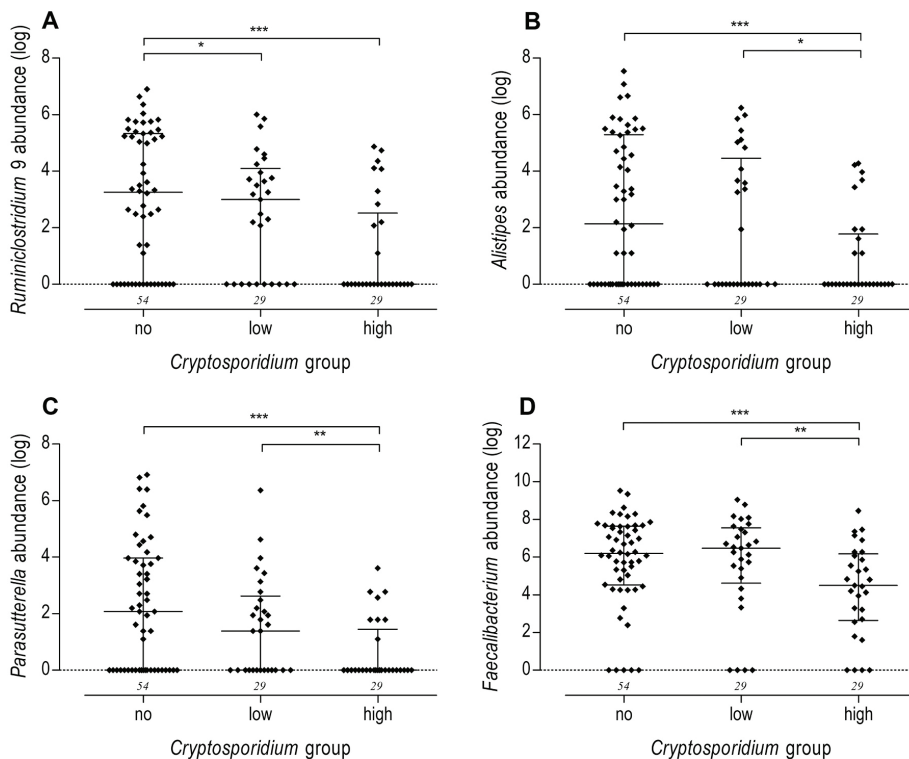 A
***
*
Ruminiclostridium 9 abundance (log)
8
6
4
2
0
54 29 29
no low high
Cryptosporidium group
B
***
*
Alistipes abundance (log)
8
6
4
2
0
54 29 29
no low high
Cryptosporidium group
C
***
**
Parasutterella abundance (log)
8
6
4
2
0
54 29 29
no low high
Cryptosporidium group
D
***
**
Faecalibacterium abundance (log)
12
10
8
6
4
2
0
54 29 29
no low high
Cryptosporidium group